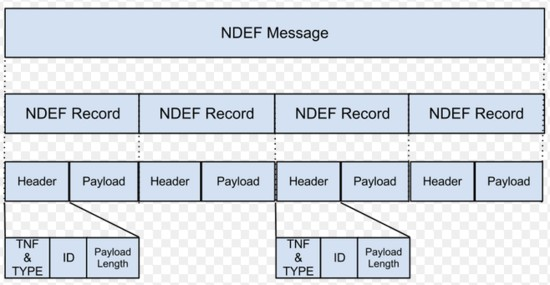 NDEF Message
NDEF Record NDEF Record NDEF Record NDEF Record
Header Payload Header Payload Header Payload Header Payload
TNF
&
TYPE
ID
Payload
Length
TNF
&
TYPE
ID
Payload
Length